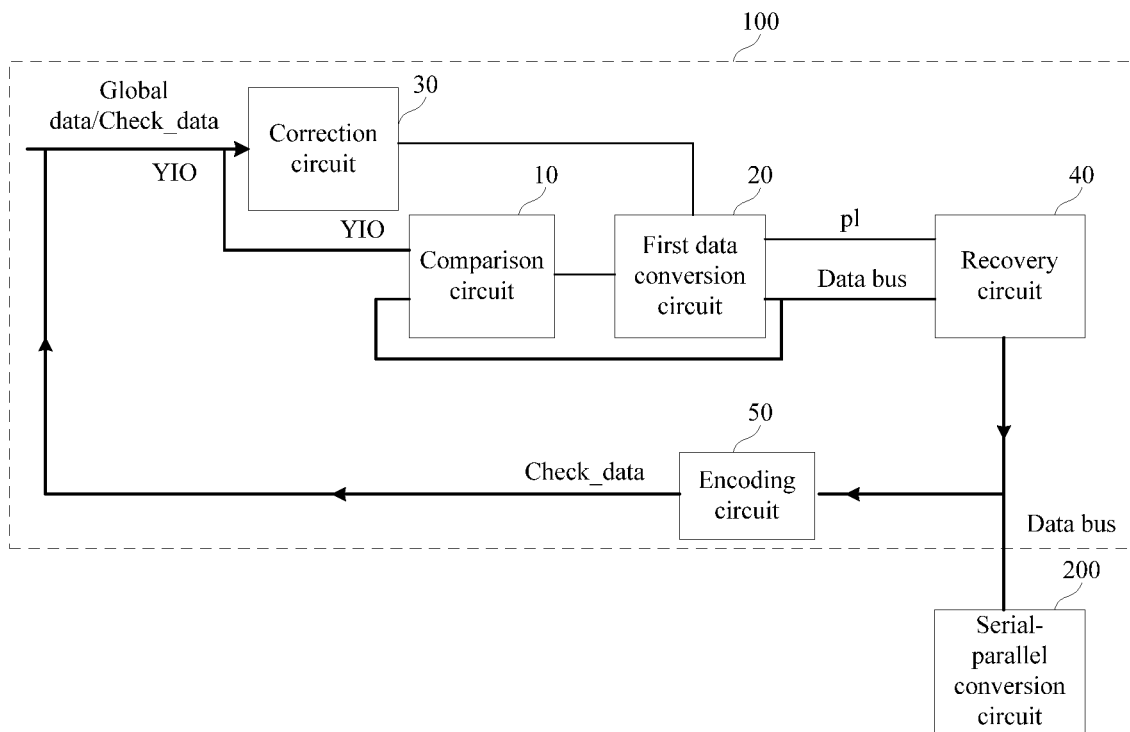 100
Global
data/Check_data
30
Correction
circuit
YIO
10
20
40
YIO
Comparison
circuit
First data
conversion
circuit
pl
Data bus
Recovery
circuit
50
Check_data
Encoding
circuit
Data bus
200
Serial-
parallel
conversion
circuit